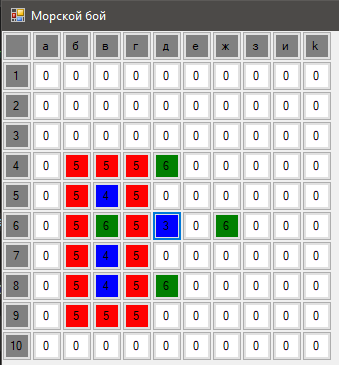 Морской бой
а б в г д е ж з и k
1 0 0 0 0 0 0 0 0 0 0
2 0 0 0 0 0 0 0 0 0 0
3 0 0 0 0 0 0 0 0 0 0
4 0 5 5 5 6 0 0 0 0 0
5 0 5 4 5 0 0 0 0 0 0
6 0 5 6 5 3 0 6 0 0 0
7 0 5 4 5 0 0 0 0 0 0
8 0 5 4 5 6 0 0 0 0 0
9 0 5 5 5 0 0 0 0 0 0
10 0 0 0 0 0 0 0 0 0 0